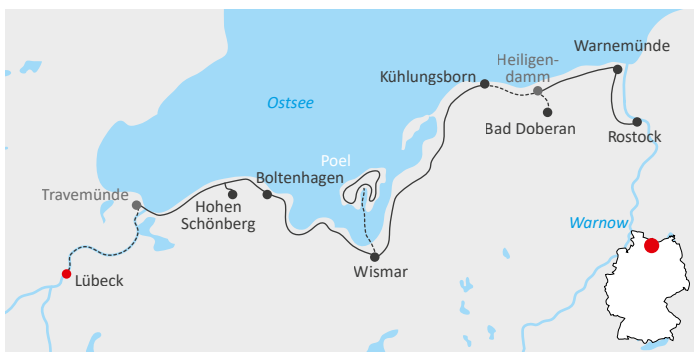 Warnemünde
Heiligen-
damm
Kühlungsborn
Ostsee
Bad Doberan
Rostock
Poel
Boltenhagen
Travemünde
Hohen
Schönberg
Warnow
Wismar
Lübeck